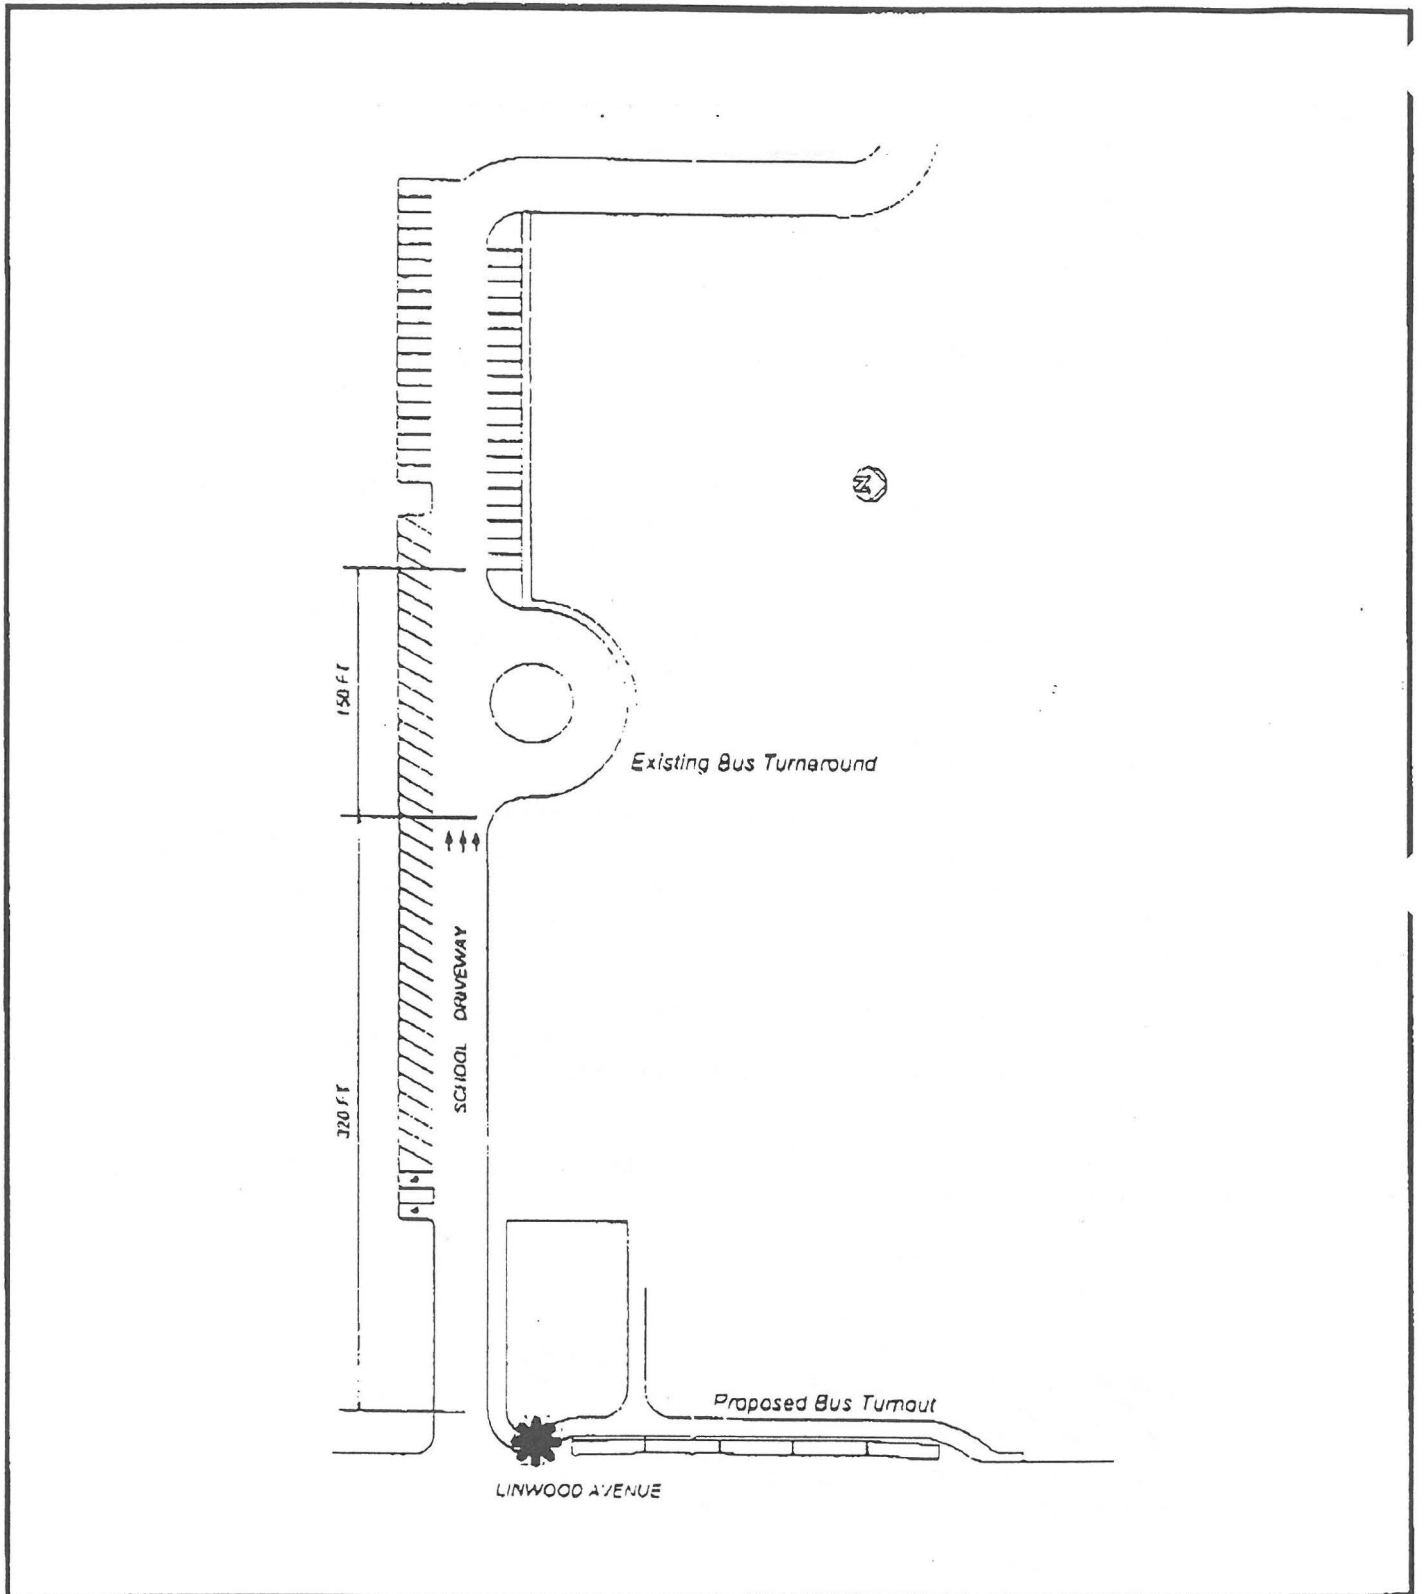 N
150 FT
Existing Bus Turnaround
SCHOOL DRIVEWAY
320 FT
Proposed Bus Turnout
LINWOOD AVENUE